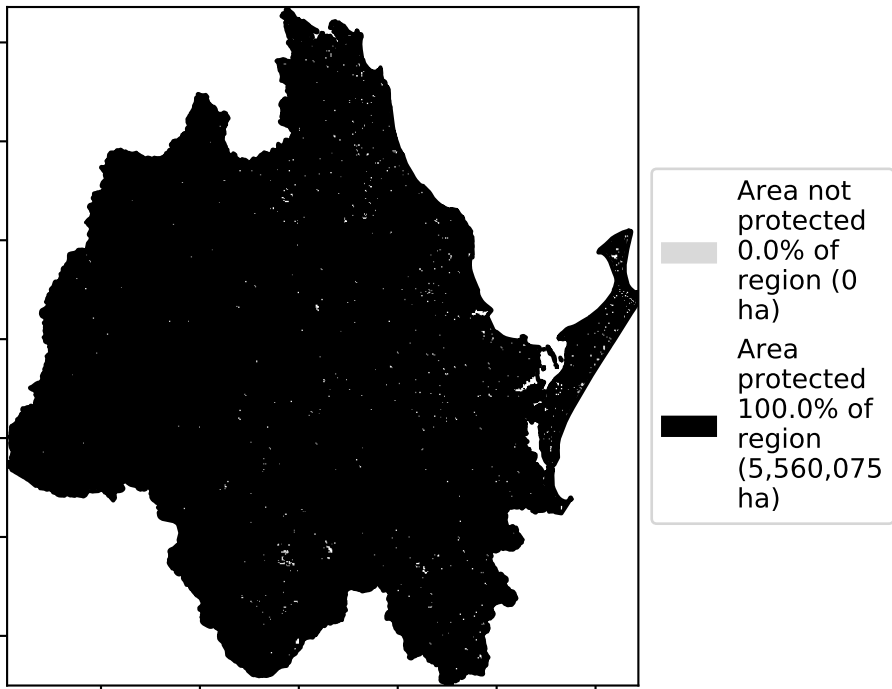 Area not
protected
0.0% of
region (0
ha)
Area
protected
100.0% of
region
(5,560,075
ha)